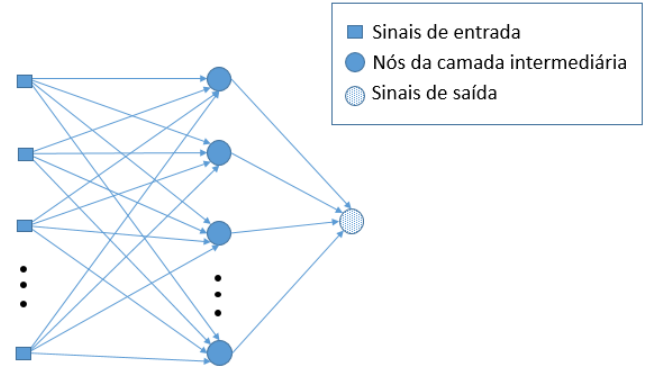 Sinais de entrada
Nós da camada intermediária
Sinais de saída